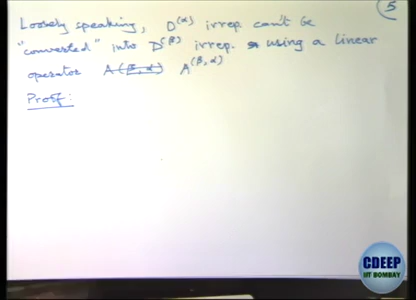 5
Loosely speaking, D^(α) irrep. can't be
"converted" into D^(β) irrep. using a linear
operator A(β,α) A^(β,α)
Proof:
CDEEP
IIT BOMBAY